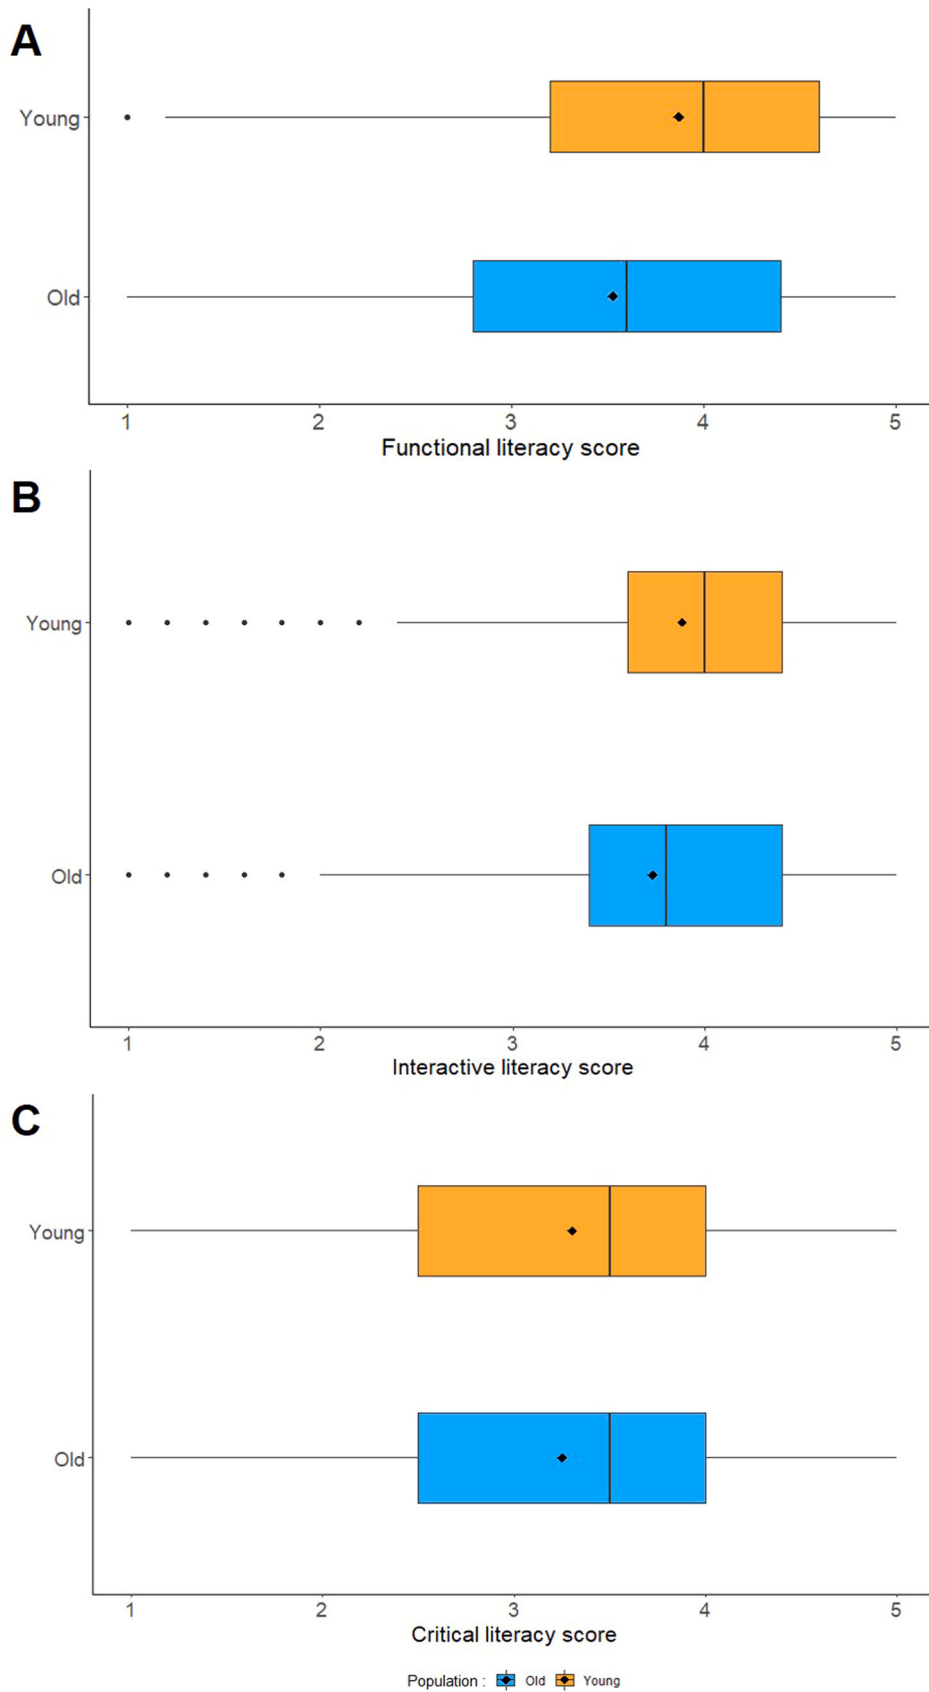 A
Young
Old
1 2 3 4 5
Functional literacy score
B
Young
Old
1 2 3 4 5
Interactive literacy score
C
Young
Old
1 2 3 4 5
Critical literacy score
Population : Old Young